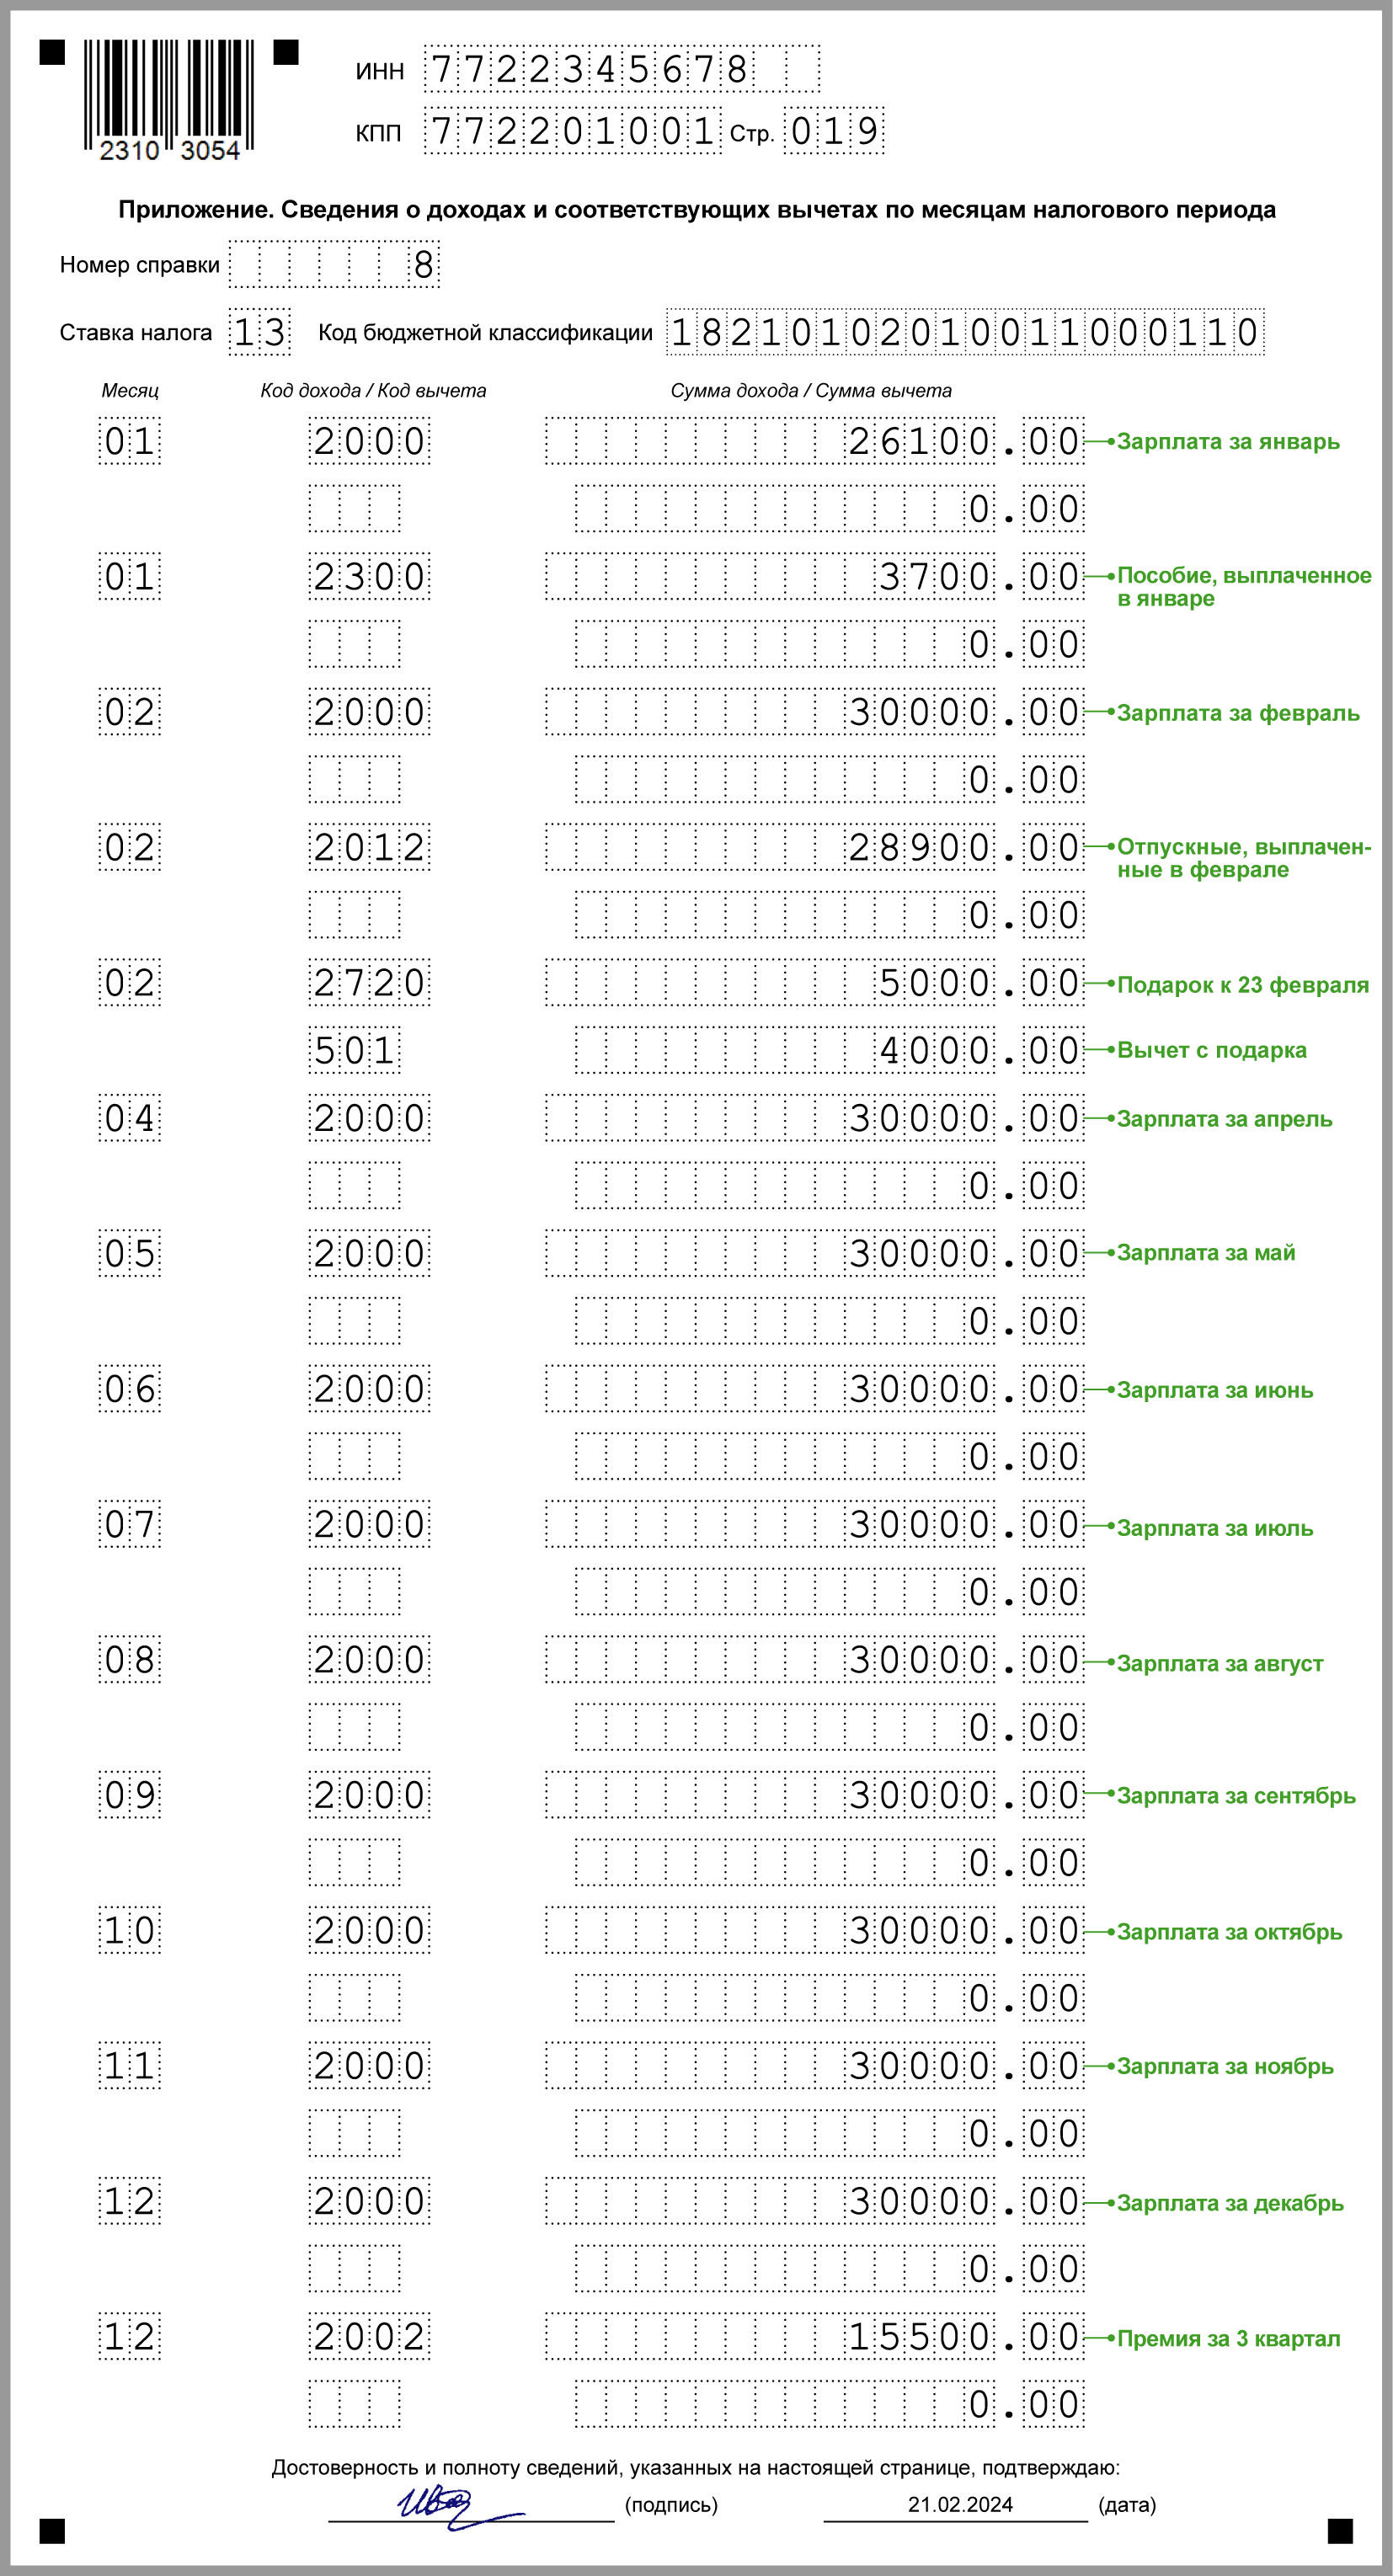 ИНН 7722345678
2310 3054
КПП 772201001 Стр. 019
Приложение. Сведения о доходах и соответствующих вычетах по месяцам налогового периода
Номер справки 8
Ставка налога 13 Код бюджетной классификации 18210102010011000110
Месяц Код дохода / Код вычета Сумма дохода / Сумма вычета
01 2000 26100.00 Зарплата за январь
0.00
01 2300 3700.00 Пособие, выплаченное
в январе
0.00
02 2000 30000.00 Зарплата за февраль
0.00
02 2012 28900.00 Отпускные, выплачен-
ные в феврале
0.00
02 2720 5000.00 Подарок к 23 февраля
501 4000.00 Вычет с подарка
04 2000 30000.00 Зарплата за апрель
0.00
05 2000 30000.00 Зарплата за май
0.00
06 2000 30000.00 Зарплата за июнь
0.00
07 2000 30000.00 Зарплата за июль
0.00
08 2000 30000.00 Зарплата за август
0.00
09 2000 30000.00 Зарплата за сентябрь
0.00
10 2000 30000.00 Зарплата за октябрь
0.00
11 2000 30000.00 Зарплата за ноябрь
0.00
12 2000 30000.00 Зарплата за декабрь
0.00
12 2002 15500.00 Премия за 3 квартал
0.00
Достоверность и полноту сведений, указанных на настоящей странице, подтверждаю:
(подпись) 21.02.2024 (дата)